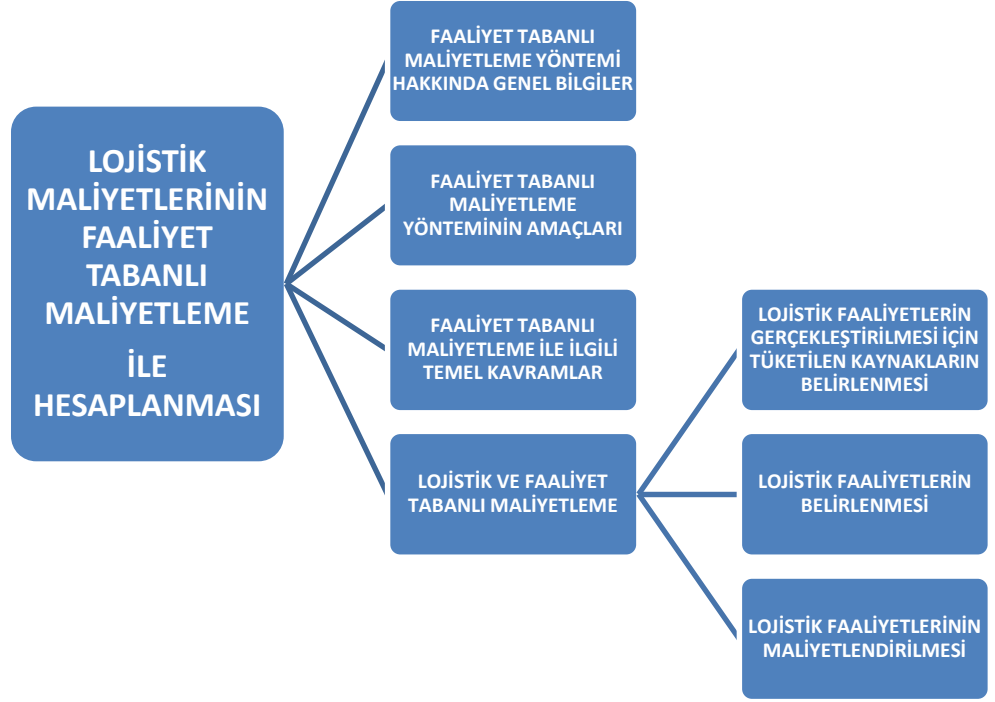 LOJİSTİK
MALİYETLERİNİN
FAALİYET
TABANLI
MALİYETLEME
İLE
HESAPLANMASI
FAALİYET TABANLI
MALİYETLEME YÖNTEMİ
HAKKINDA GENEL BİLGİLER
FAALİYET TABANLI
MALİYETLEME
YÖNTEMİNİN AMAÇLARI
FAALİYET TABANLI
MALİYETLEME İLE İLGİLİ
TEMEL KAVRAMLAR
LOJİSTİK VE FAALİYET
TABANLI MALİYETLEME
LOJİSTİK FAALİYETLERİN
GERÇEKLEŞTİRİLMESİ İÇİN
TÜKETİLEN KAYNAKLARIN
BELİRLENMESİ
LOJİSTİK FAALİYETLERİN
BELİRLENMESİ
LOJİSTİK FAALİYETLERİNİN
MALİYETLENDİRİLMESİ